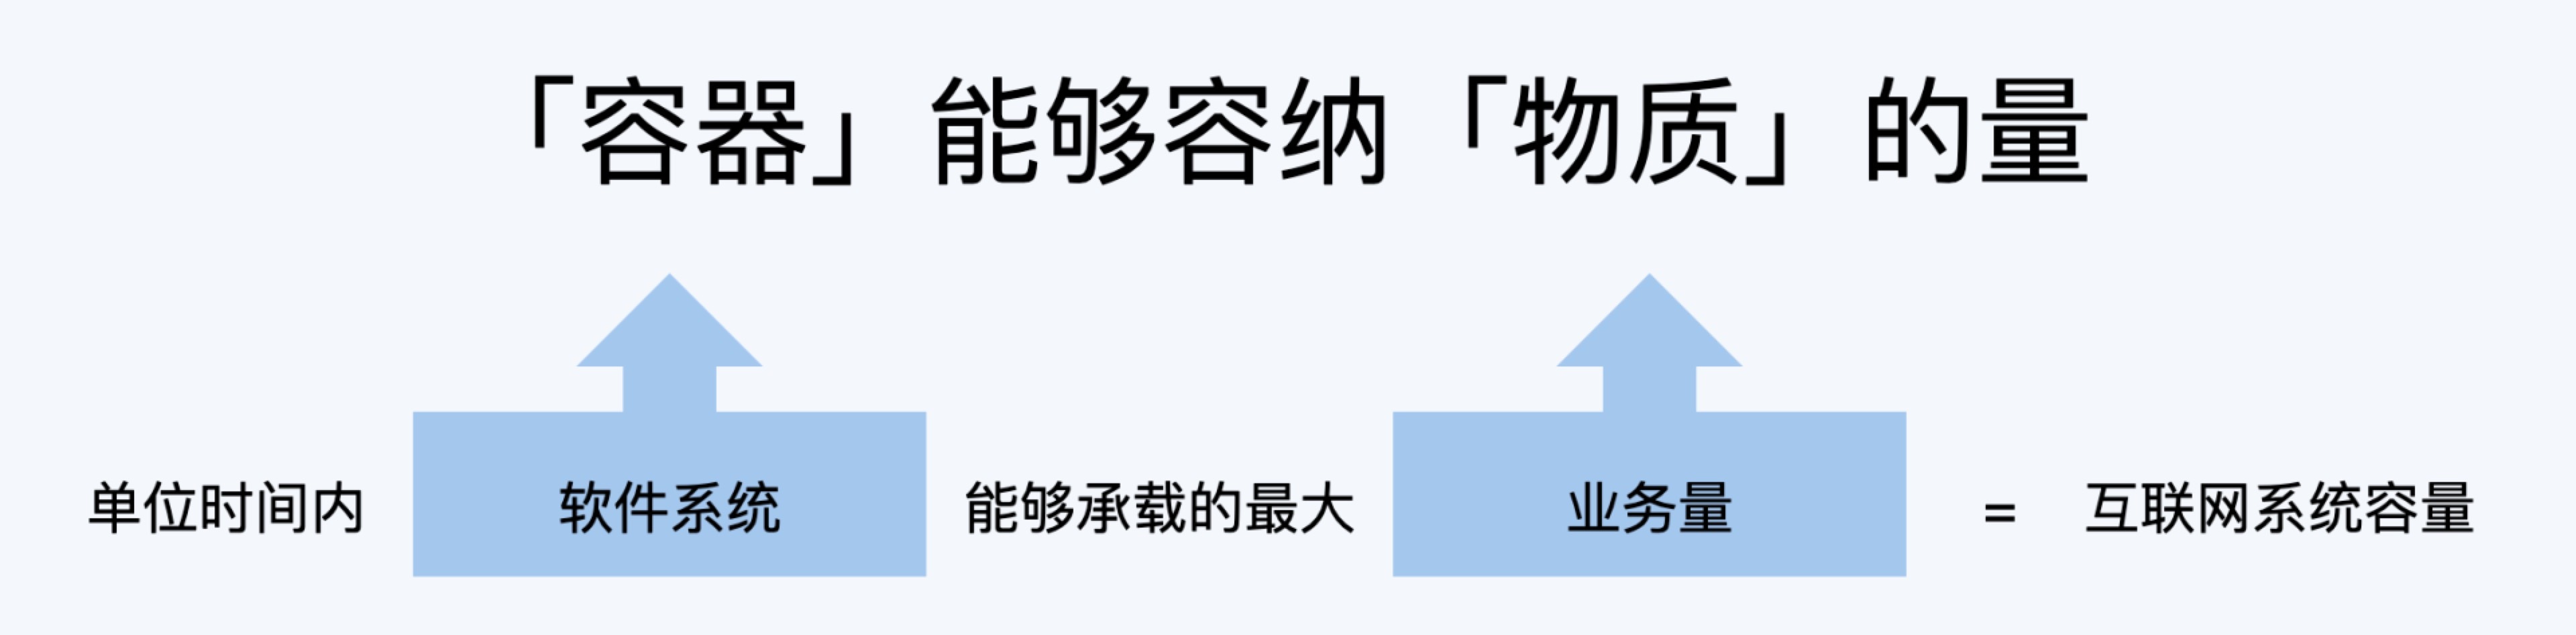 「容器」能够容纳「物质」的量
单位时间内 软件系统 能够承载的最大 业务量 = 互联网系统容量